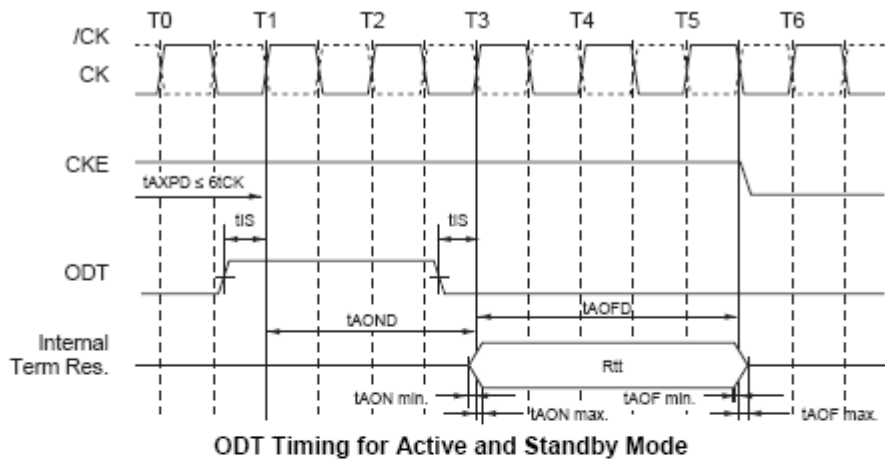 T0 T1 T2 T3 T4 T5 T6
/CK
CK
CKE
tAXPD ≤ 6tCK
tIS tIS
ODT
tAOND tAOFD
Internal
Term Res.
Rtt
tAON min. tAOF min.
tAON max. tAOF max.
ODT Timing for Active and Standby Mode